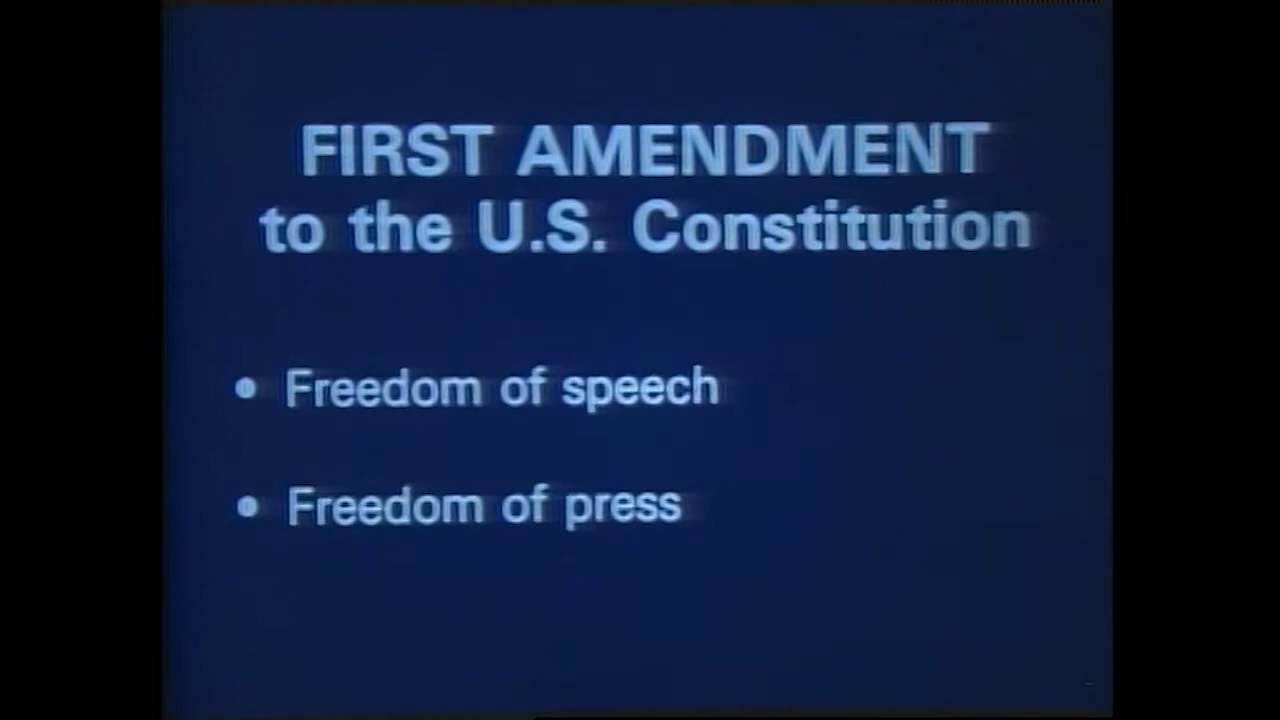 FIRST AMENDMENT
to the U.S. Constitution
• Freedom of speech
• Freedom of press